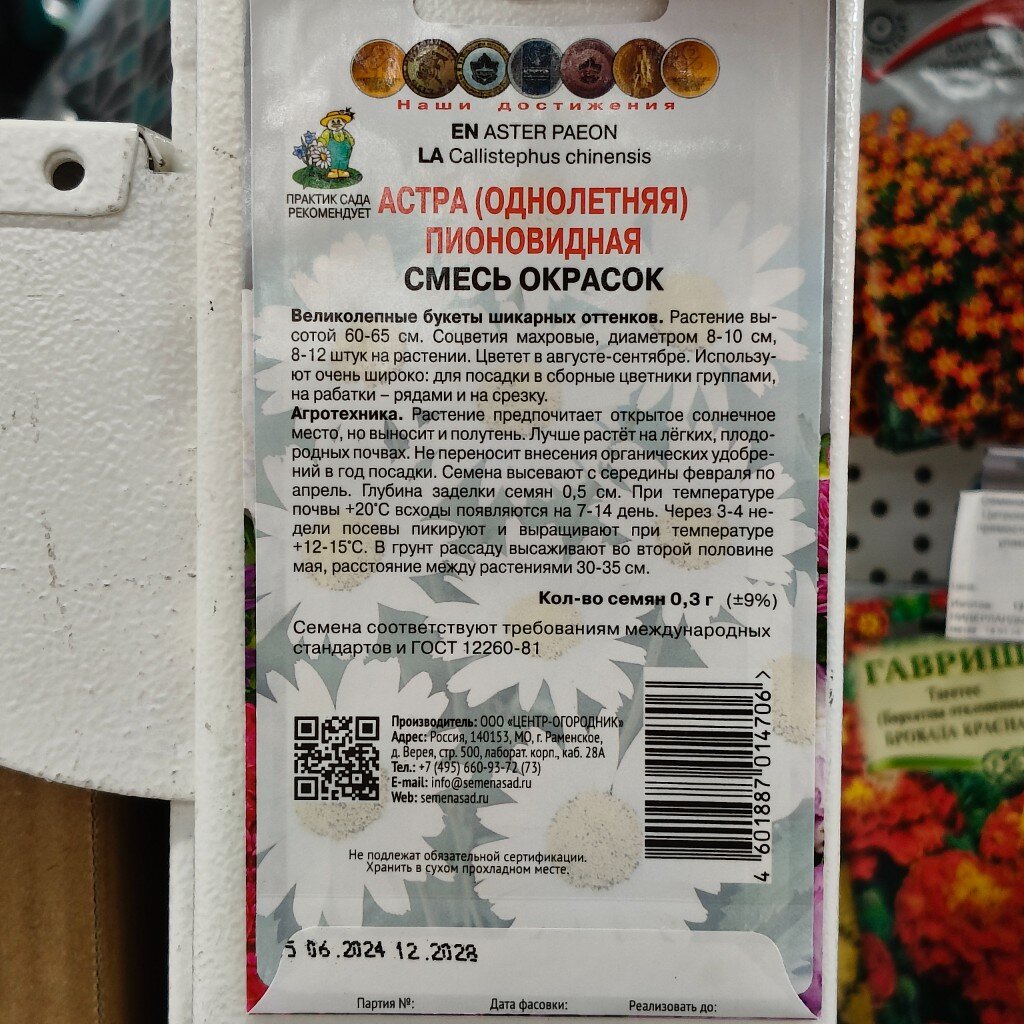 Наши достижения
EN ASTER PAEON
LA Callistephus chinensis
ПРАКТИК САДА
РЕКОМЕНДУЕТ
АСТРА (ОДНОЛЕТНЯЯ)
ПИОНОВИДНАЯ
СМЕСЬ ОКРАСОК
Великолепные букеты шикарных оттенков. Растение вы-
сотой 60-65 см. Соцветия махровые, диаметром 8-10 см,
8-12 штук на растении. Цветет в августе-сентябре. Использу-
ют очень широко: для посадки в сборные цветники группами,
на рабатки – рядами и на срезку.
Агротехника. Растение предпочитает открытое солнечное
место, но выносит и полутень. Лучше растёт на лёгких, плодо-
родных почвах. Не переносит внесения органических удобре-
ний в год посадки. Семена высевают с середины февраля по
апрель. Глубина заделки семян 0,5 см. При температуре
почвы +20°С всходы появляются на 7-14 день. Через 3-4 не-
дели посевы пикируют и выращивают при температуре
+12-15°С. В грунт рассаду высаживают во второй половине
мая, расстояние между растениями 30-35 см.
Кол-во семян 0,3 г (±9%)
Семена соответствуют требованиям международных
стандартов и ГОСТ 12260-81
Производитель: ООО «ЦЕНТР-ОГОРОДНИК»
Адрес: Россия, 140153, МО, г. Раменское,
д. Верея, стр. 500, лаборат. корп., каб. 28А
Тел.: +7 (495) 660-93-72 (73)
E-mail: info@semenasad.ru
Web: semenasad.ru
4 601887 014706 >
Не подлежат обязательной сертификации.
Хранить в сухом прохладном месте.
5 06.2024 12.2028
Партия №: Дата фасовки: Реализовать до:
ГАВРИШ
Тагетес
БРОКАДА КРАСНА